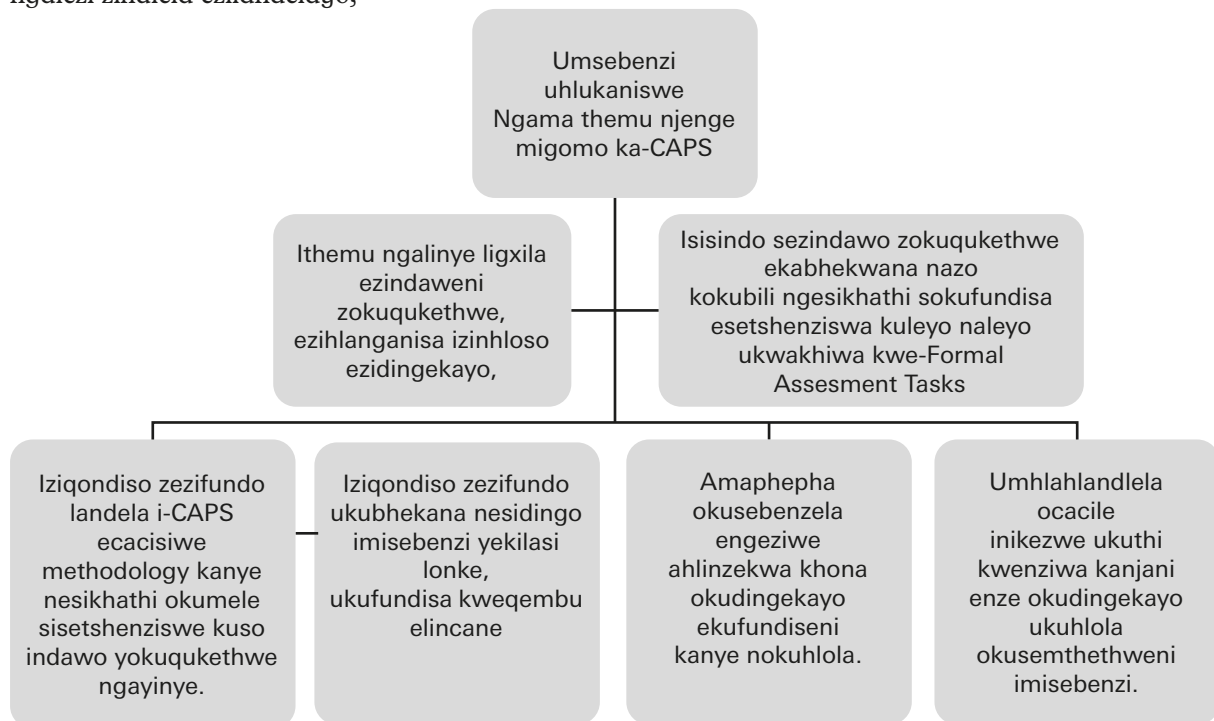 Umsebenzi
uhlukaniswe
Ngama themu njenge
migomo ka-CAPS
Ithemu ngalinye ligxila
ezindaweni
zokuqukethwe,
ezihlanganisa izinhloso
ezidingekayo,
Isisindo sezindawo zokuqukethwe
ekabhekwana nazo
kokubili ngesikhathi sokufundisa
esetshenziswa kuleyo naleyo
ukwakhiwa kwe-Formal
Assesment Tasks
Iziqondiso zezifundo
landela i-CAPS
ecacisiwe
methodology kanye
nesikhathi okumele
sisetshenziswe kuso
indawo yokuqukethwe
ngayinye.
Iziqondiso zezifundo
ukubhekana nesidingo
imisebenzi yekilasi
lonke,
ukufundisa kweqembu
elincane
Amaphepha
okusebenzela
engeziwe
ahlinzekwa khona
okudingekayo
ekufundiseni
kanye nokuhlola.
Umhlahlandlela
ocacile
inikezwe ukuthi
kwenziwa kanjani
enze okudingekayo
ukuhlola
okusemthethweni
imisebenzi.